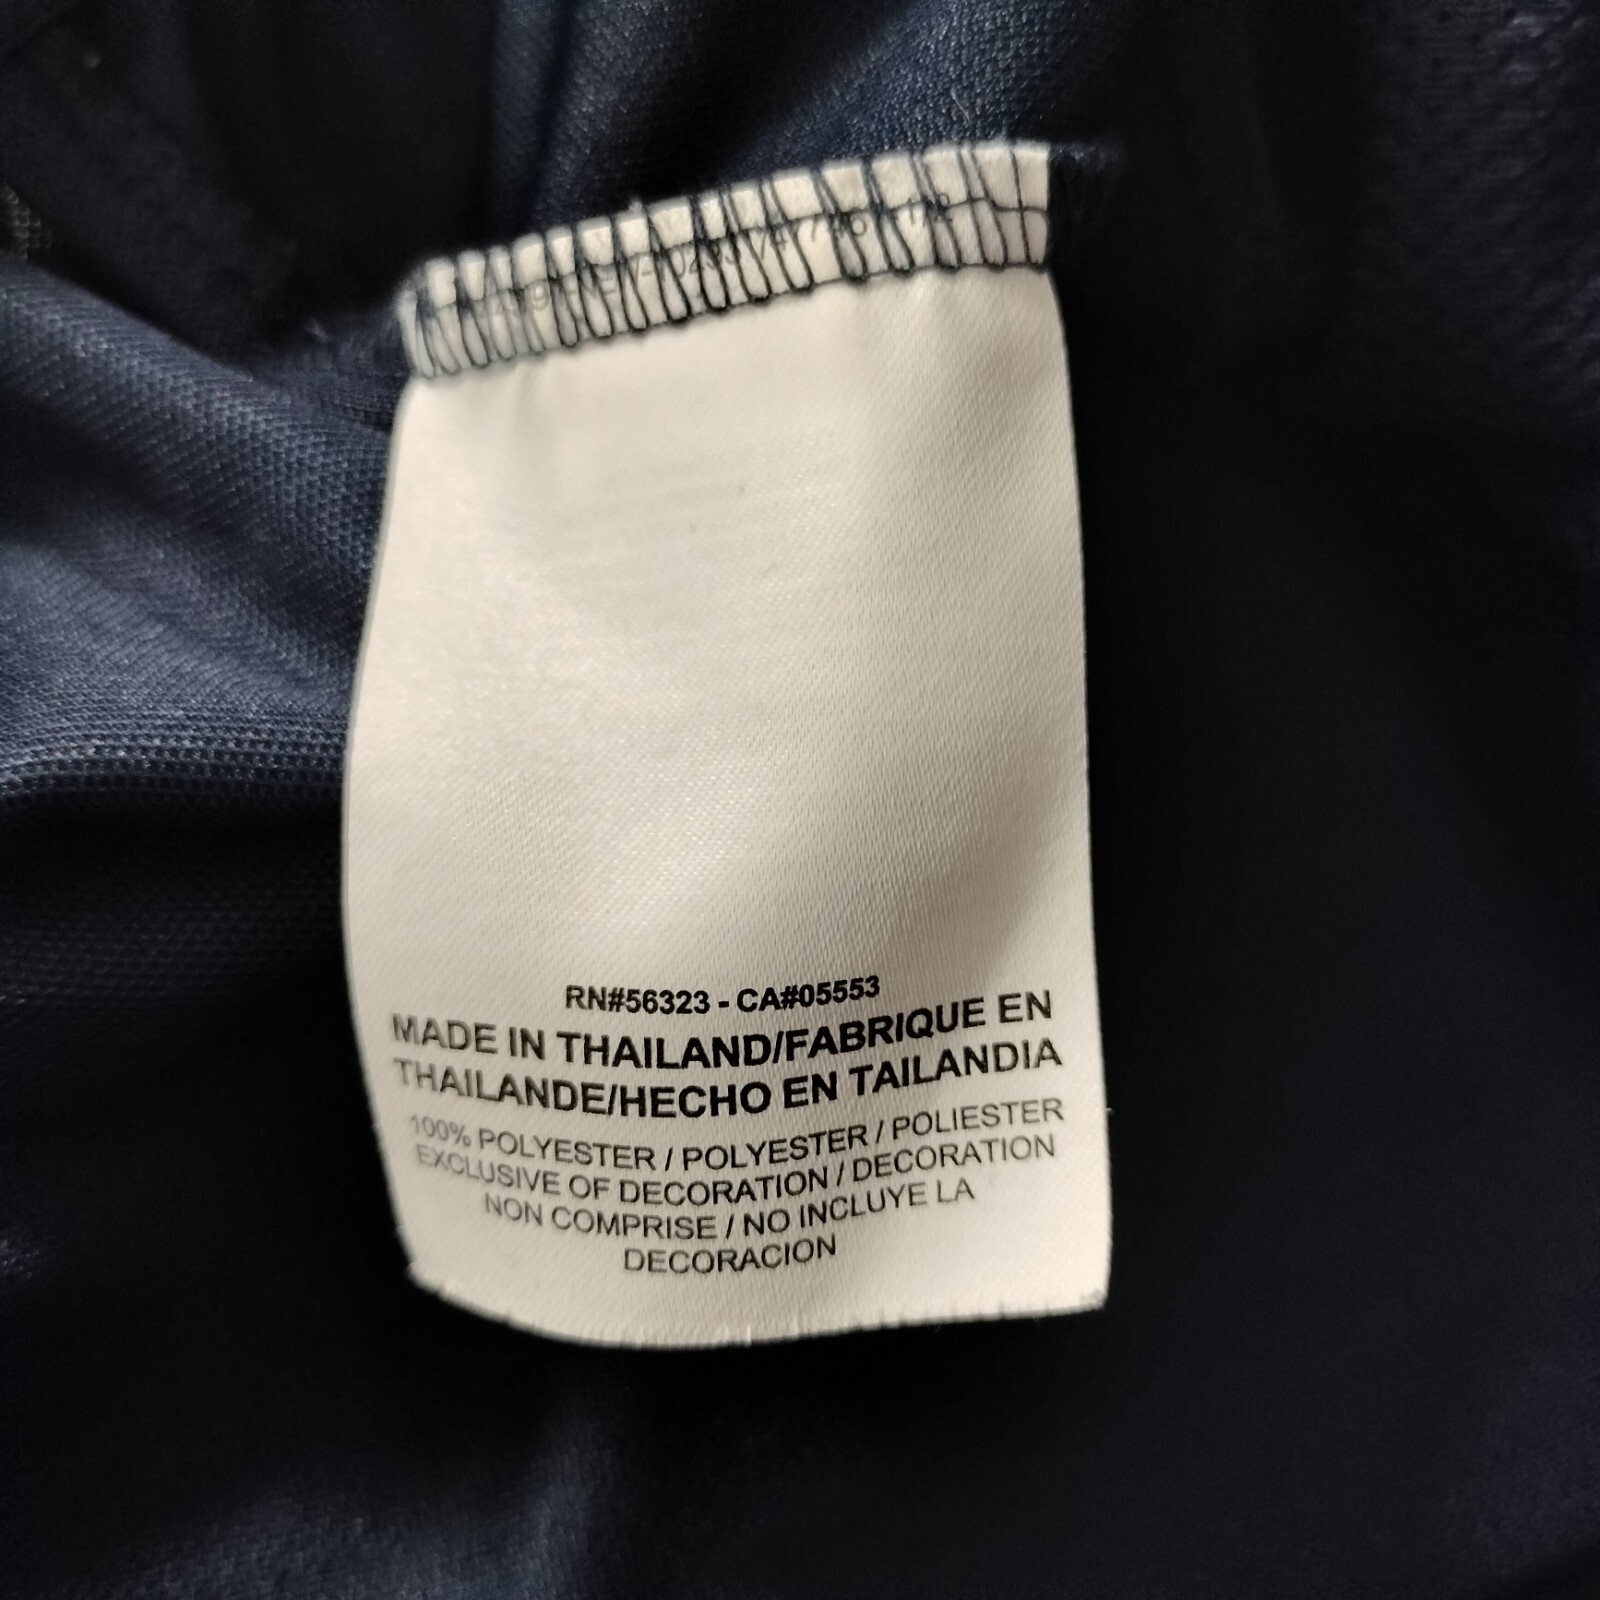 RN#56323 - CA#05553
MADE IN THAILAND/FABRIQUE EN
THAILANDE/HECHO EN TAILANDIA
100% POLYESTER / POLYESTER / POLIESTER
EXCLUSIVE OF DECORATION / DECORATION
NON COMPRISE / NO INCLUYE LA
DECORACION